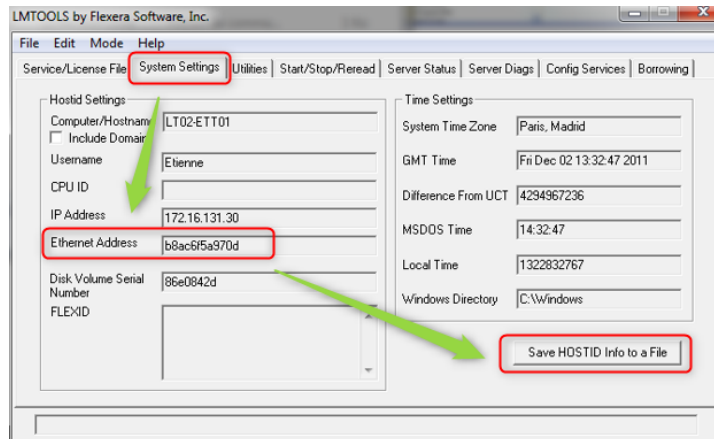 LMTOOLS by Flexera Software, Inc.
File Edit Mode Help
Service/License File System Settings Utilities Start/Stop/Reread Server Status Server Diags Config Services Borrowing
Hostid Settings
Computer/Hostname LT02-ETT01
Include Domain
Username Etienne
CPU ID
IP Address 172.16.131.30
Ethernet Address b8ac6f5a970d
Disk Volume Serial Number 86e0842d
FLEXID
Time Settings
System Time Zone Paris, Madrid
GMT Time Fri Dec 02 13:32:47 2011
Difference From UCT 4294967236
MSDOS Time 14:32:47
Local Time 1322832767
Windows Directory C:\Windows
Save HOSTID Info to a File